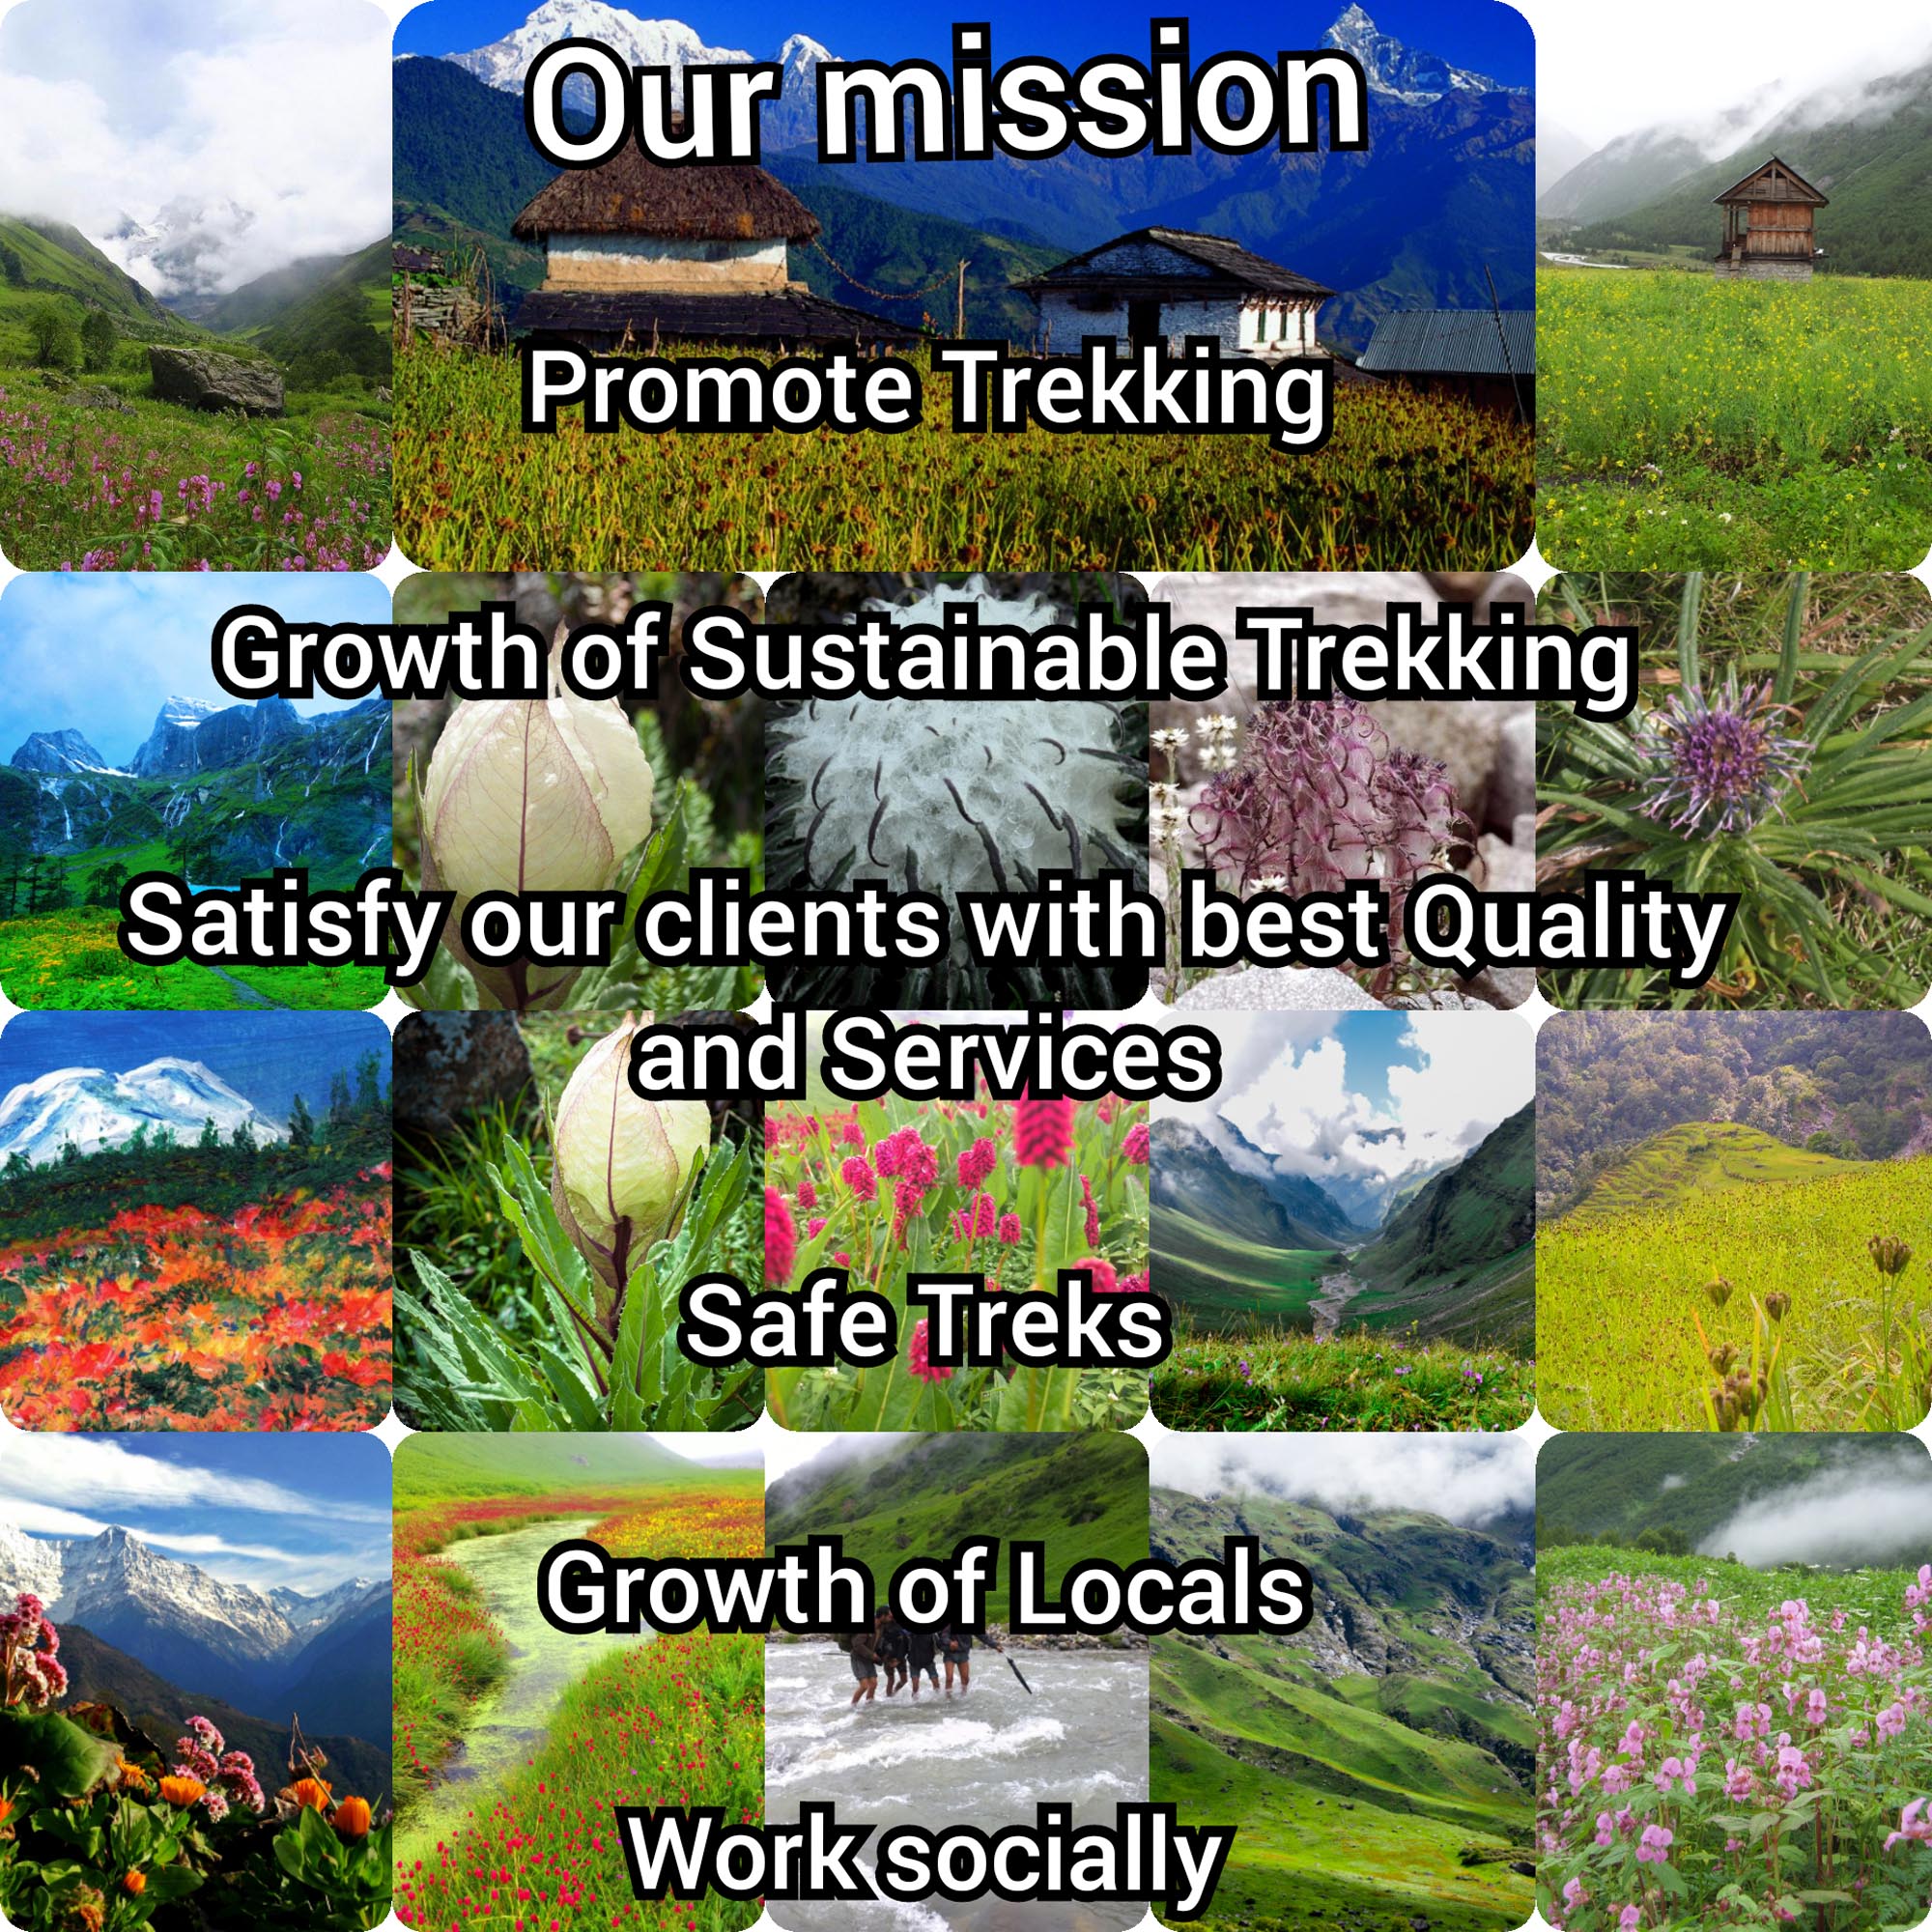 Our mission
Promote Trekking
Growth of Sustainable Trekking
Satisfy our clients with best Quality
and Services
Safe Treks
Growth of Locals
Work socially